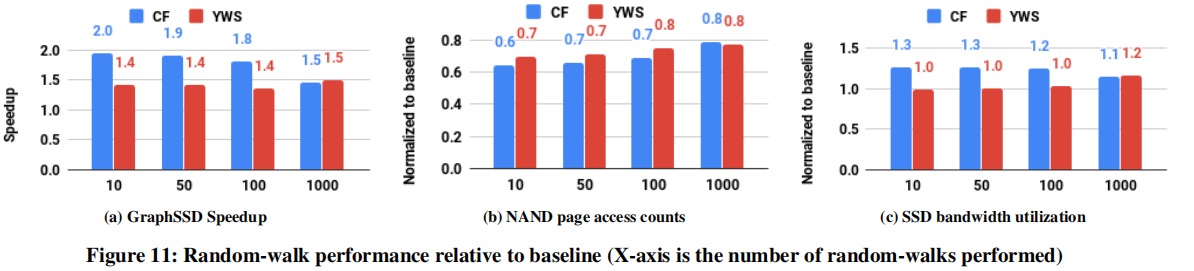 CF YWS
2.0 1.9 1.8 1.5 1.5
1.4 1.4 1.4
2.0
1.5
1.0
0.5
0.0
Speedup
10 50 100 1000
(a) GraphSSD Speedup
CF YWS
0.6 0.7 0.7 0.7 0.7 0.8 0.8 0.8
0.8
0.6
0.4
0.2
0.0
Normalized to baseline
10 50 100 1000
(b) NAND page access counts
CF YWS
1.3 1.0 1.3 1.0 1.2 1.0 1.1 1.2
1.5
1.0
0.5
0.0
Normalized to baseline
10 50 100 1000
(c) SSD bandwidth utilization
Figure 11: Random-walk performance relative to baseline (X-axis is the number of random-walks performed)